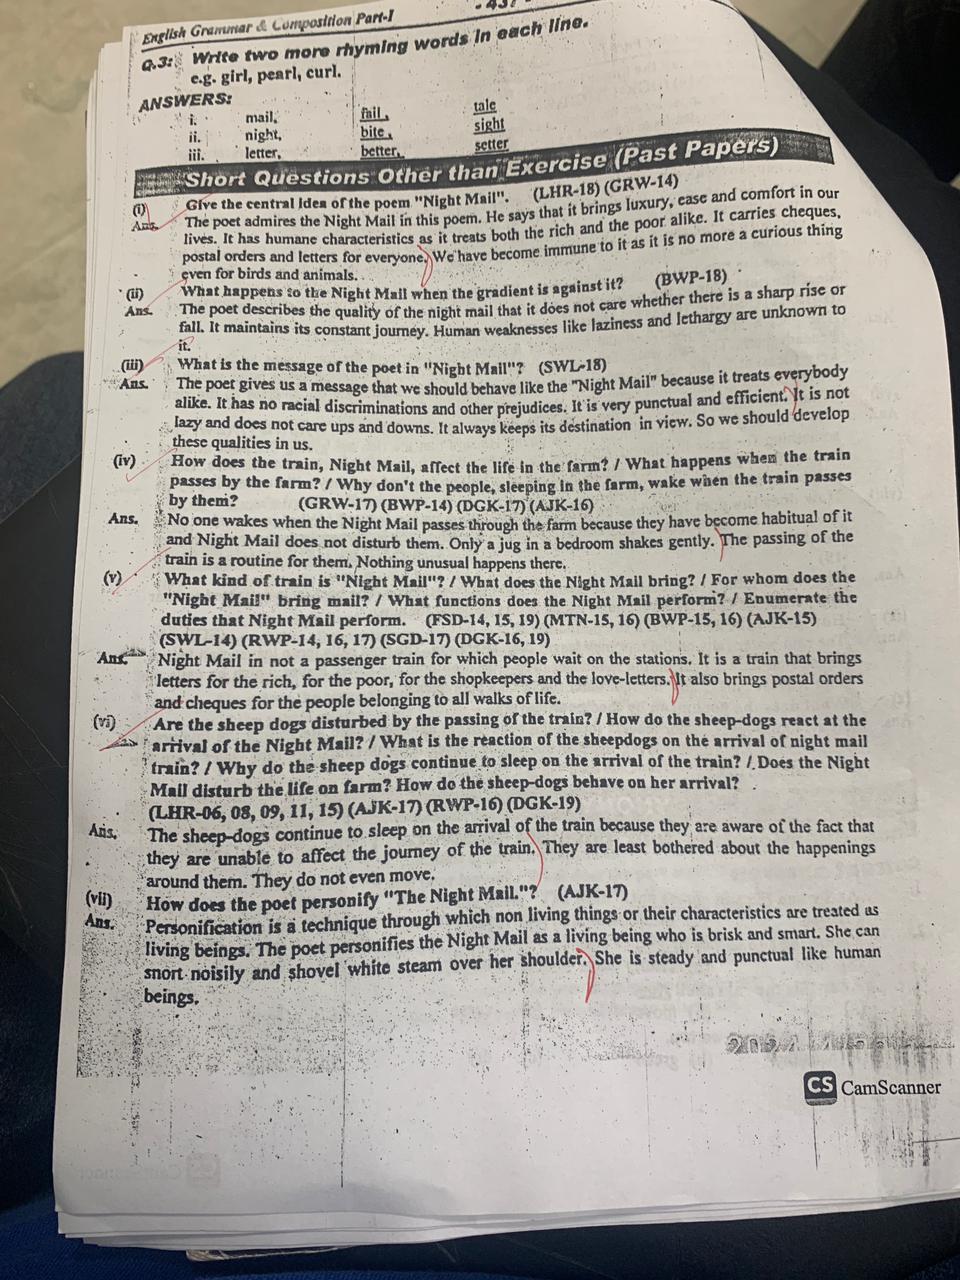 English Grammar & Composition Part-I
Q.3: Write two more rhyming words in each line.
e.g. girl, pearl, curl.
ANSWERS:
i. mail, fail, tale
ii. night, bite, sight
iii. letter, better, setter
Short Questions Other than Exercise (Past Papers)
(i) Give the central idea of the poem "Night Mail". (LHR-18) (GRW-14)
Ans. The poet admires the Night Mail in this poem. He says that it brings luxury, ease and comfort in our
lives. It has humane characteristics as it treats both the rich and the poor alike. It carries cheques,
postal orders and letters for everyone. We have become immune to it as it is no more a curious thing
even for birds and animals.
(ii) What happens to the Night Mail when the gradient is against it? (BWP-18)
Ans. The poet describes the quality of the night mail that it does not care whether there is a sharp rise or
fall. It maintains its constant journey. Human weaknesses like laziness and lethargy are unknown to
it.
(iii) What is the message of the poet in "Night Mail"? (SWL-18)
Ans. The poet gives us a message that we should behave like the "Night Mail" because it treats everybody
alike. It has no racial discriminations and other prejudices. It is very punctual and efficient. It is not
lazy and does not care ups and downs. It always keeps its destination in view. So we should develop
these qualities in us.
(iv) How does the train, Night Mail, affect the life in the farm? / What happens when the train
passes by the farm? / Why don't the people, sleeping in the farm, wake when the train passes
by them? (GRW-17) (BWP-14) (DGK-17) (AJK-16)
Ans. No one wakes when the Night Mail passes through the farm because they have become habitual of it
and Night Mail does not disturb them. Only a jug in a bedroom shakes gently. The passing of the
train is a routine for them. Nothing unusual happens there.
(v) What kind of train is "Night Mail"? / What does the Night Mail bring? / For whom does the
"Night Mail" bring mail? / What functions does the Night Mail perform? / Enumerate the
duties that Night Mail perform. (FSD-14, 15, 19) (MTN-15, 16) (BWP-15, 16) (AJK-15)
(SWL-14) (RWP-14, 16, 17) (SGD-17) (DGK-16, 19)
Ans. Night Mail in not a passenger train for which people wait on the stations. It is a train that brings
letters for the rich, for the poor, for the shopkeepers and the love-letters. It also brings postal orders
and cheques for the people belonging to all walks of life.
(vi) Are the sheep dogs disturbed by the passing of the train? / How do the sheep-dogs react at the
arrival of the Night Mail? / What is the reaction of the sheepdogs on the arrival of night mail
train? / Why do the sheep dogs continue to sleep on the arrival of the train? / Does the Night
Mail disturb the life on farm? How do the sheep-dogs behave on her arrival?
(LHR-06, 08, 09, 11, 15) (AJK-17) (RWP-16) (DGK-19)
Ans. The sheep-dogs continue to sleep on the arrival of the train because they are aware of the fact that
they are unable to affect the journey of the train. They are least bothered about the happenings
around them. They do not even move.
(vii) How does the poet personify "The Night Mail."? (AJK-17)
Ans. Personification is a technique through which non living things or their characteristics are treated as
living beings. The poet personifies the Night Mail as a living being who is brisk and smart. She can
snort noisily and shovel white steam over her shoulder. She is steady and punctual like human
beings.
CS CamScanner